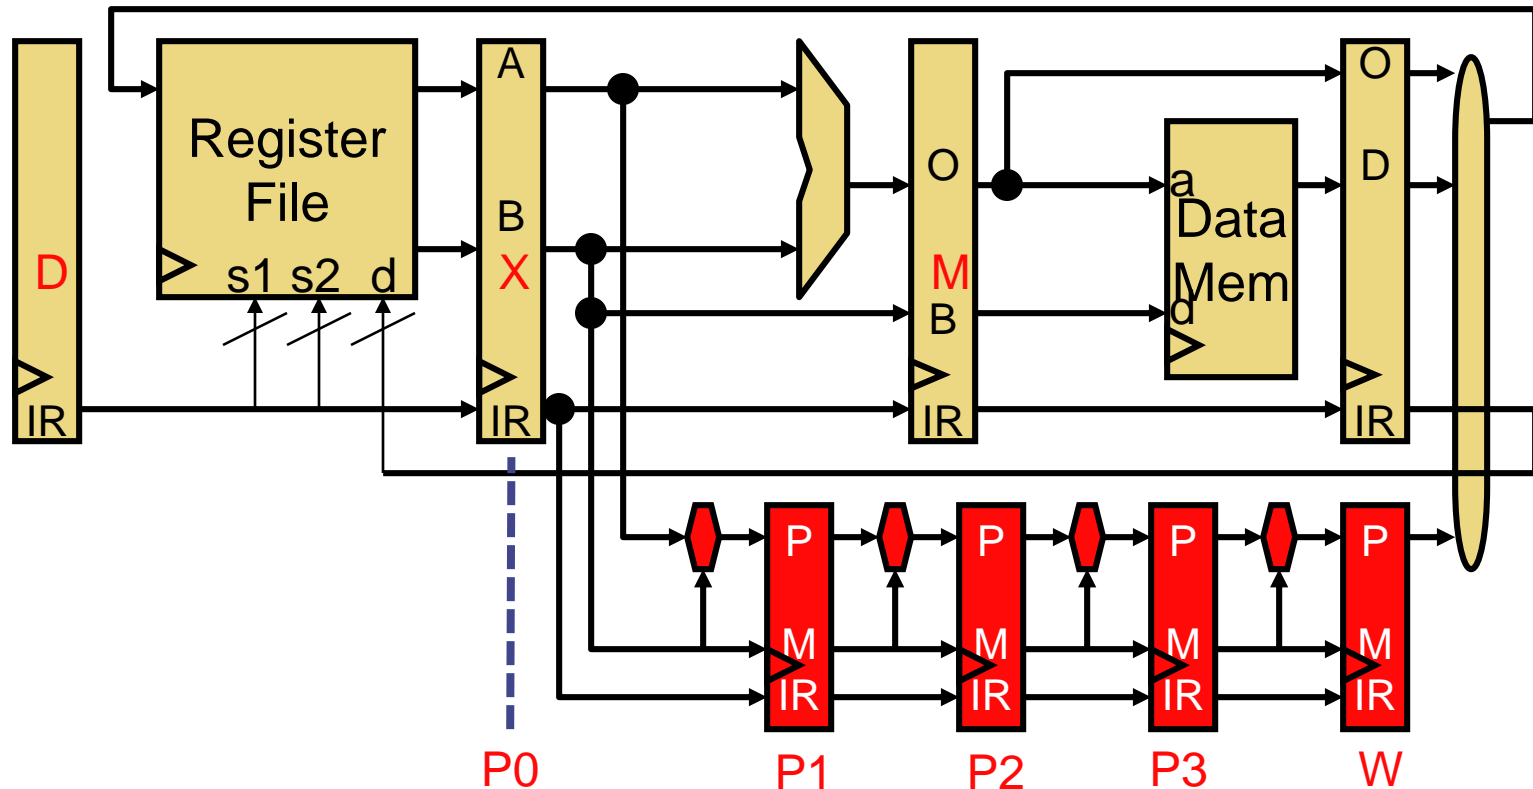 D
IR
Register
File
s1 s2 d
A
B
X
IR
O
M
B
IR
a
Data
Mem
d
O
D
IR
P
M
IR
P
M
IR
P
M
IR
P
M
IR
P0
P1
P2
P3
W